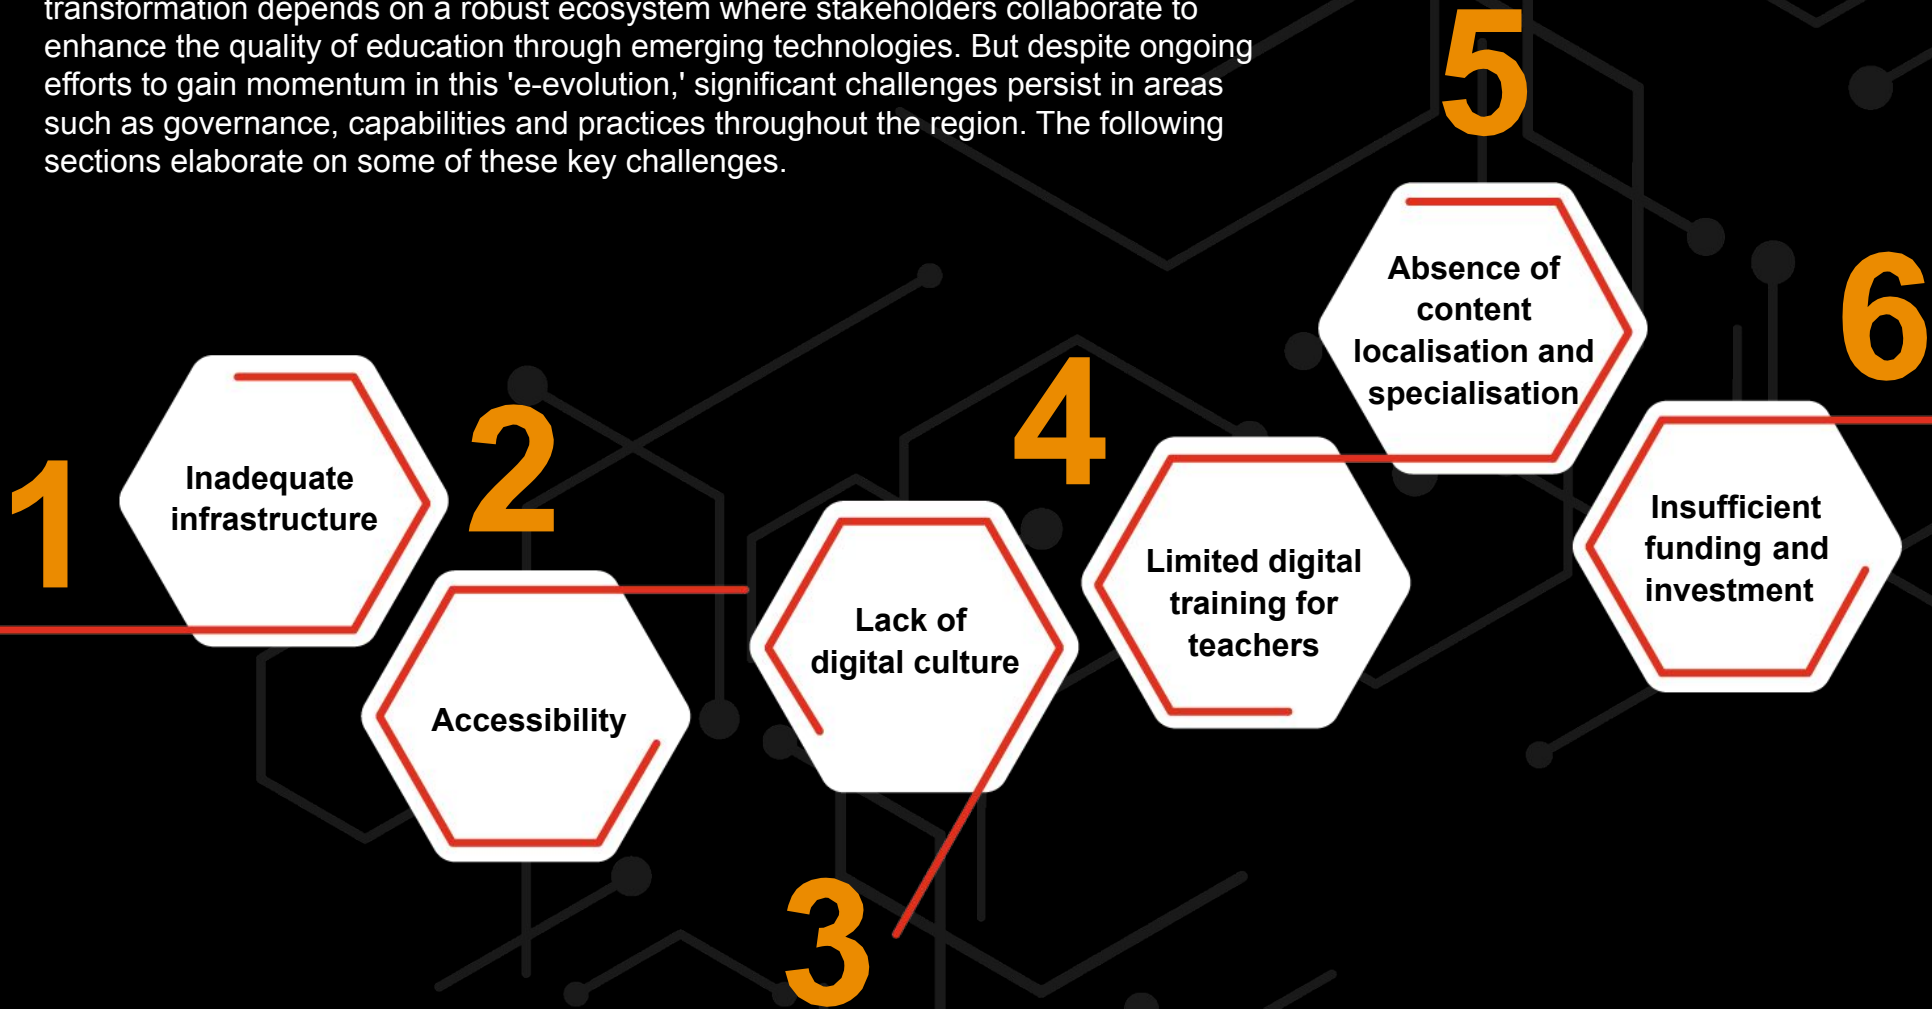 transformation depends on a robust ecosystem where stakeholders collaborate to
enhance the quality of education through emerging technologies. But despite ongoing
efforts to gain momentum in this 'e-evolution,' significant challenges persist in areas
such as governance, capabilities and practices throughout the region. The following
sections elaborate on some of these key challenges.
1
Inadequate
infrastructure
2
Accessibility
3
Lack of
digital culture
4
Limited digital
training for
teachers
5
Absence of
content
localisation and
specialisation
6
Insufficient
funding and
investment